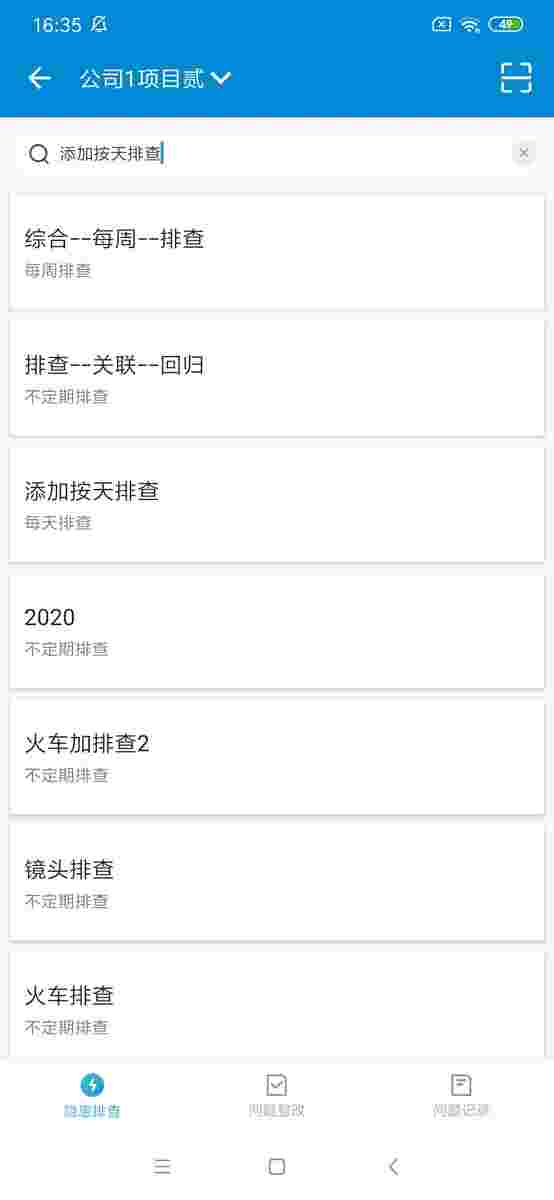 16:35
49
公司1项目贰
添加按天排查
综合--每周--排查
每周排查
排查--关联--回归
不定期排查
添加按天排查
每天排查
2020
不定期排查
火车加排查2
不定期排查
镜头排查
不定期排查
火车排查
不定期排查
隐患排查 问题整改 问题记录